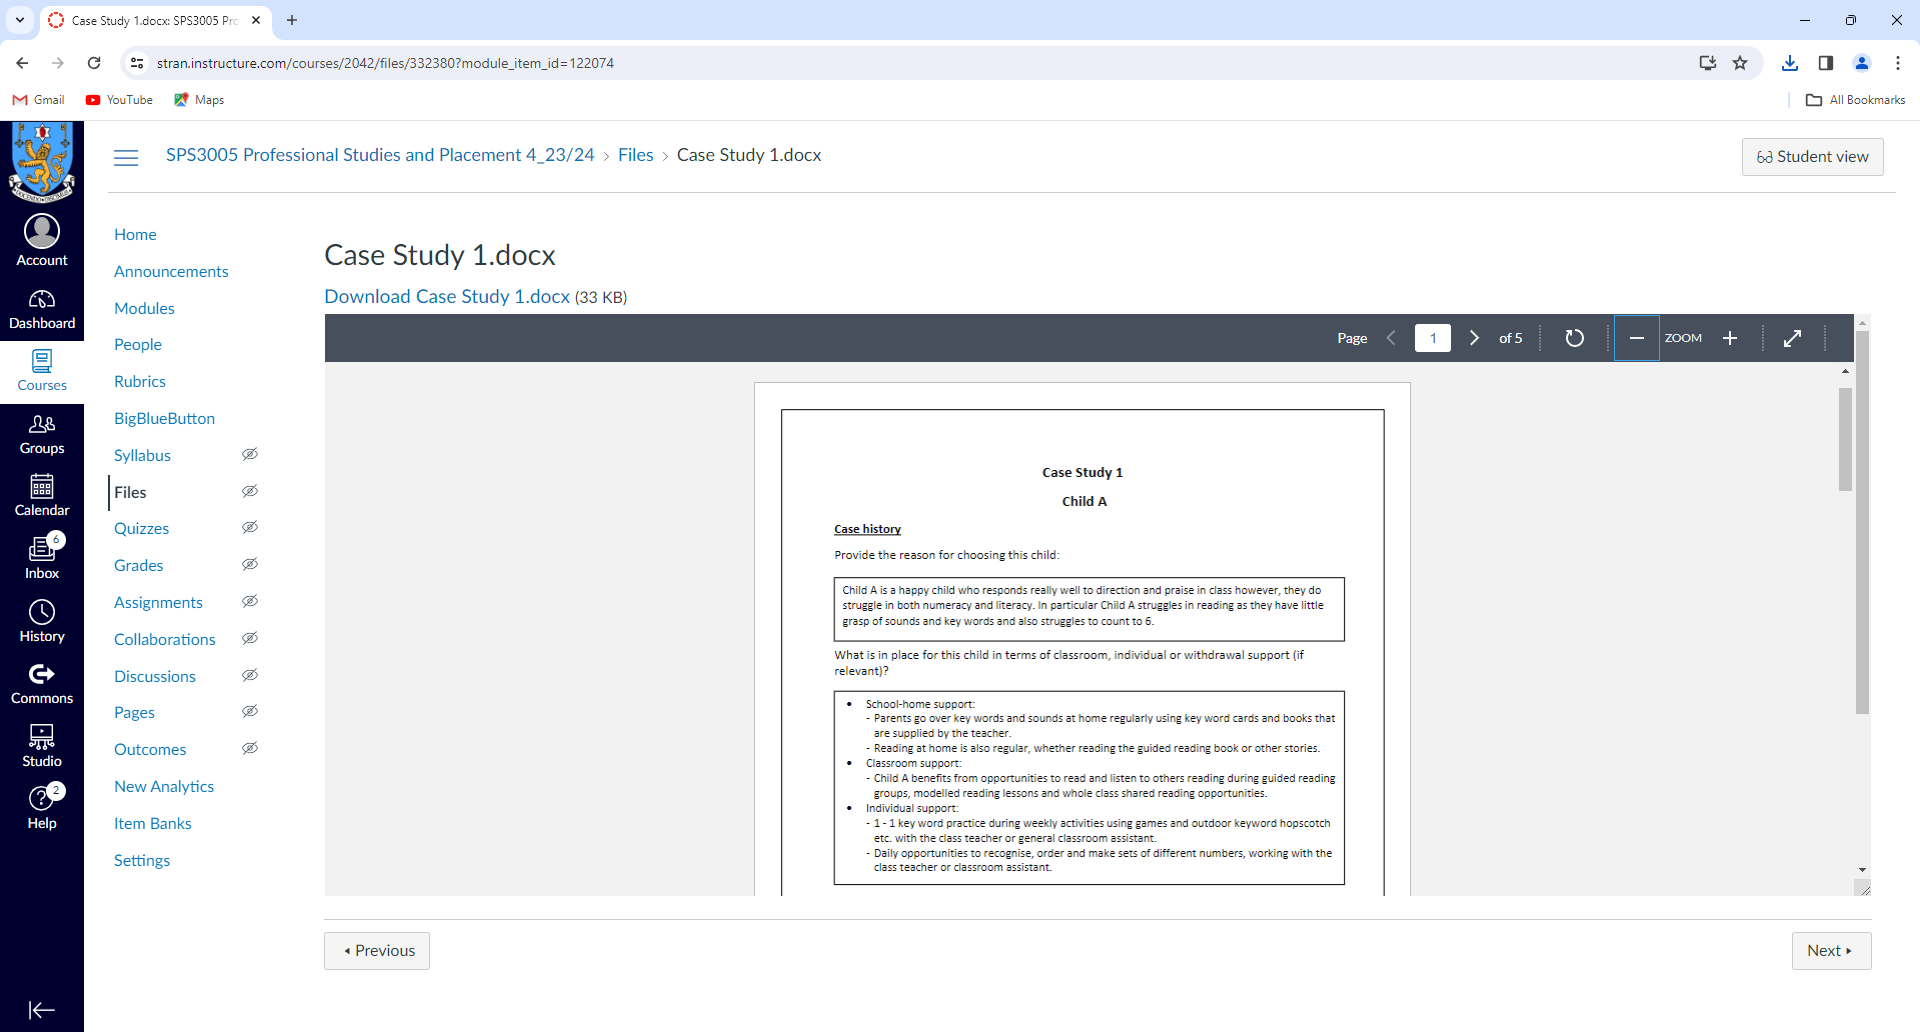 Case Study 1.docx: SPS3005 Pro
stran.instructure.com/courses/2042/files/332380?module_item_id=122074
Gmail
YouTube
Maps
All Bookmarks
SPS3005 Professional Studies and Placement 4_23/24 › Files › Case Study 1.docx
Student view
Account
Dashboard
Courses
Groups
Calendar
6
Inbox
History
Commons
Studio
2
Help
Home
Announcements
Modules
People
Rubrics
BigBlueButton
Syllabus
Files
Quizzes
Grades
Assignments
Collaborations
Discussions
Pages
Outcomes
New Analytics
Item Banks
Settings
Case Study 1.docx
Download Case Study 1.docx (33 KB)
Page 1 of 5 ZOOM
Case Study 1
Child A
Case history
Provide the reason for choosing this child:
Child A is a happy child who responds really well to direction and praise in class however, they do
struggle in both numeracy and literacy. In particular Child A struggles in reading as they have little
grasp of sounds and key words and also struggles to count to 6.
What is in place for this child in terms of classroom, individual or withdrawal support (if
relevant)?
• School-home support:
- Parents go over key words and sounds at home regularly using key word cards and books that
are supplied by the teacher.
- Reading at home is also regular, whether reading the guided reading book or other stories.
• Classroom support:
- Child A benefits from opportunities to read and listen to others reading during guided reading
groups, modelled reading lessons and whole class shared reading opportunities.
• Individual support:
- 1 - 1 key word practice during weekly activities using games and outdoor keyword hopscotch
etc. with the class teacher or general classroom assistant.
- Daily opportunities to recognise, order and make sets of different numbers, working with the
class teacher or classroom assistant.
Previous
Next